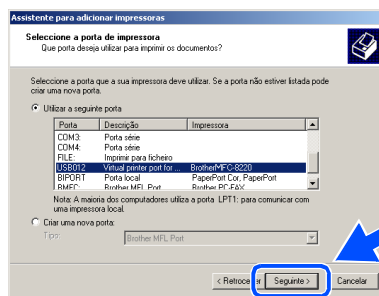 Assistente para adicionar impressoras
Seleccione a porta de impressora
Que porta deseja utilizar para imprimir os documentos?
Seleccione a porta que a sua impressora deve utilizar. Se a porta não estiver listada pode
criar uma nova porta.
Utilizar a seguinte porta
Porta Descrição Impressora
COM3: Porta série
COM4: Porta série
FILE: Imprimir para ficheiro
USB012 Virtual printer port for ... BrotherMFC-8220
BIPORT Porta local PaperPort Cor, PaperPort
BMFC: Brother MFL Port Brother PC-FAX
Nota: A maioria dos computadores utiliza a porta LPT1: para comunicar com
uma impressora local.
Criar uma nova porta:
Tipo: Brother MFL Port
< Retroceder Seguinte > Cancelar